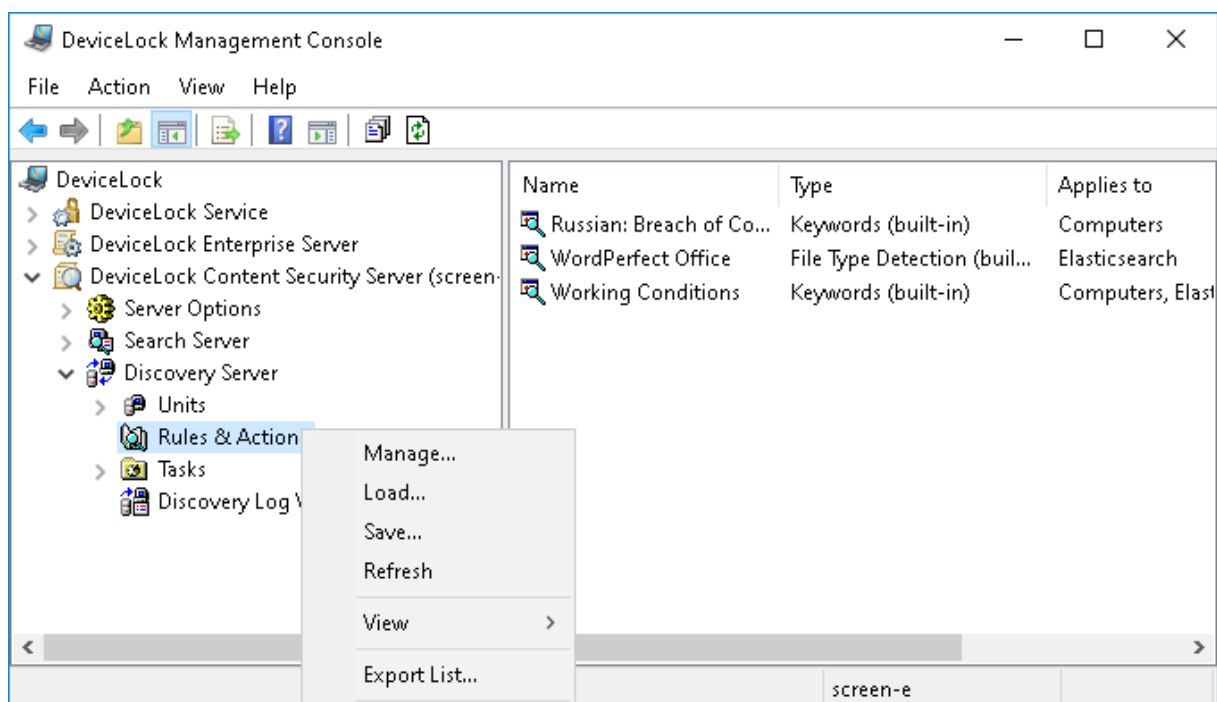 DeviceLock Management Console
File Action View Help
DeviceLock
DeviceLock Service
DeviceLock Enterprise Server
DeviceLock Content Security Server (screen-
Server Options
Search Server
Discovery Server
Units
Rules & Action
Tasks
Discovery Log
Name Type Applies to
Russian: Breach of Co... Keywords (built-in) Computers
WordPerfect Office File Type Detection (buil... Elasticsearch
Working Conditions Keywords (built-in) Computers, Elast
Manage...
Load...
Save...
Refresh
View
Export List...
screen-e